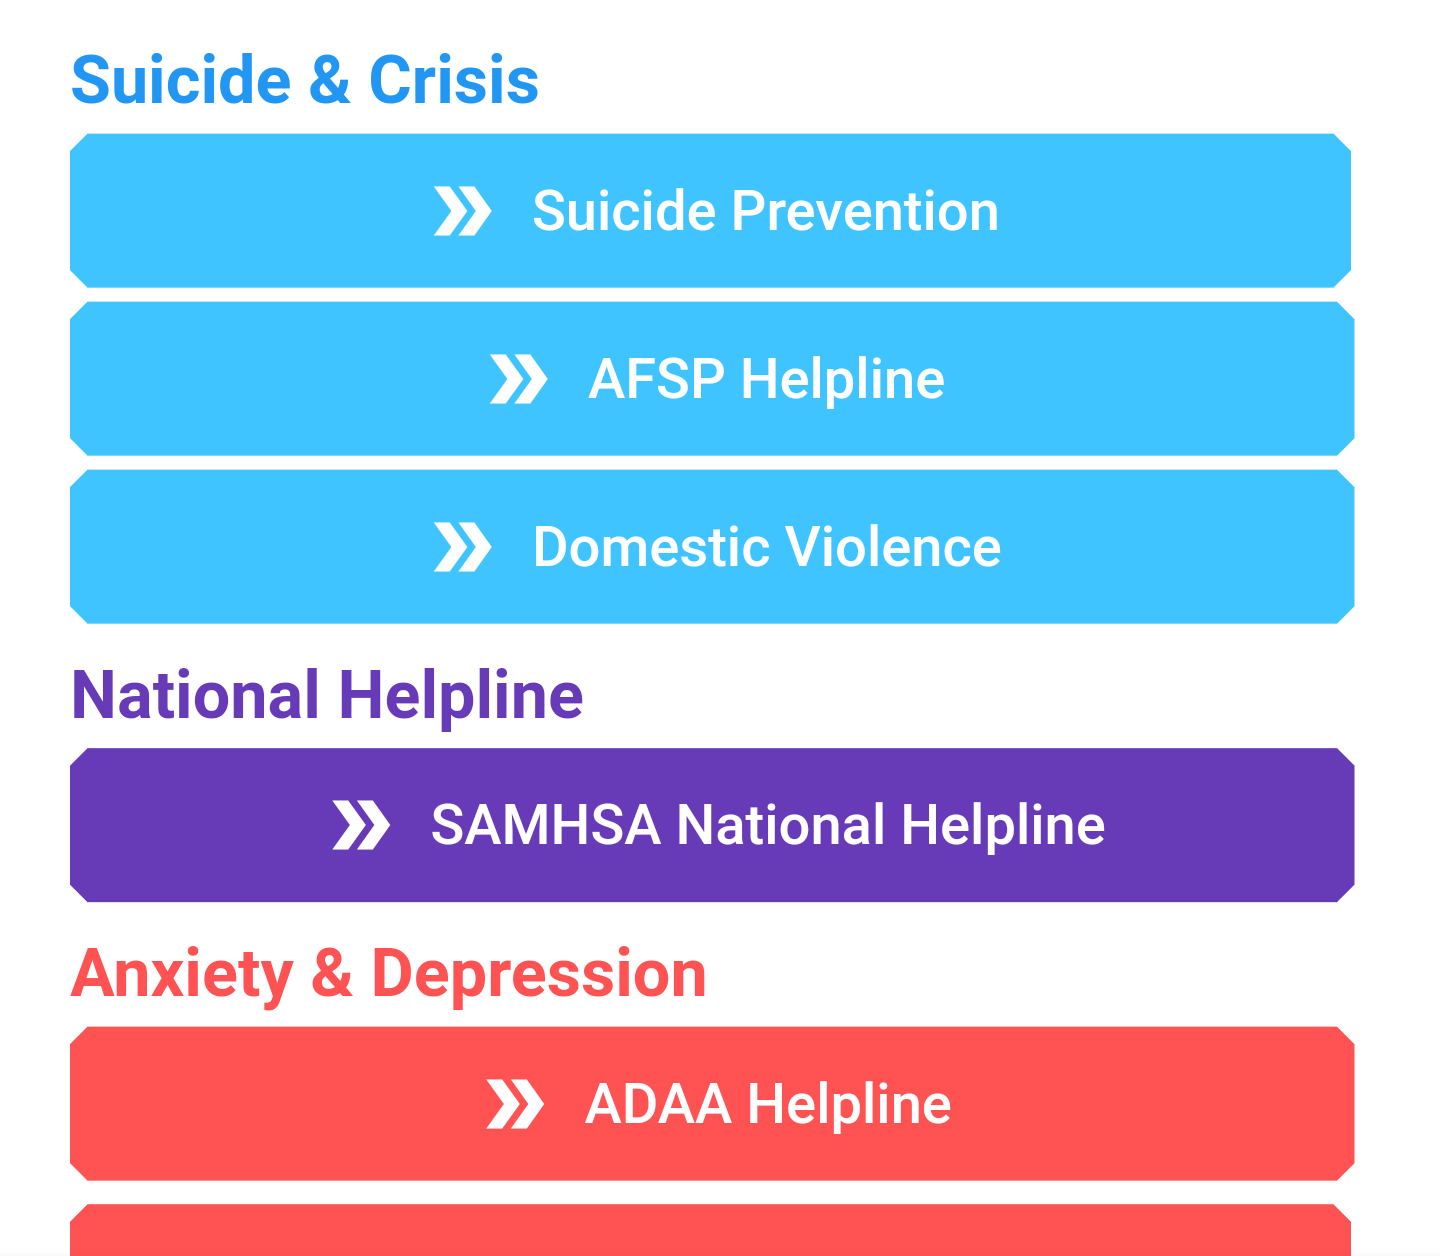 Suicide & Crisis
Suicide Prevention
AFSP Helpline
Domestic Violence
National Helpline
SAMHSA National Helpline
Anxiety & Depression
ADAA Helpline